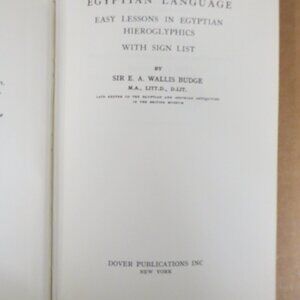 EGYPTIAN LANGUAGE
EASY LESSONS IN EGYPTIAN
HIEROGLYPHICS
WITH SIGN LIST
BY
SIR E. A. WALLIS BUDGE
M.A., LITT.D., D.LIT.
LATE KEEPER OF THE EGYPTIAN AND ASSYRIAN ANTIQUITIES
IN THE BRITISH MUSEUM
DOVER PUBLICATIONS INC
NEW YORK